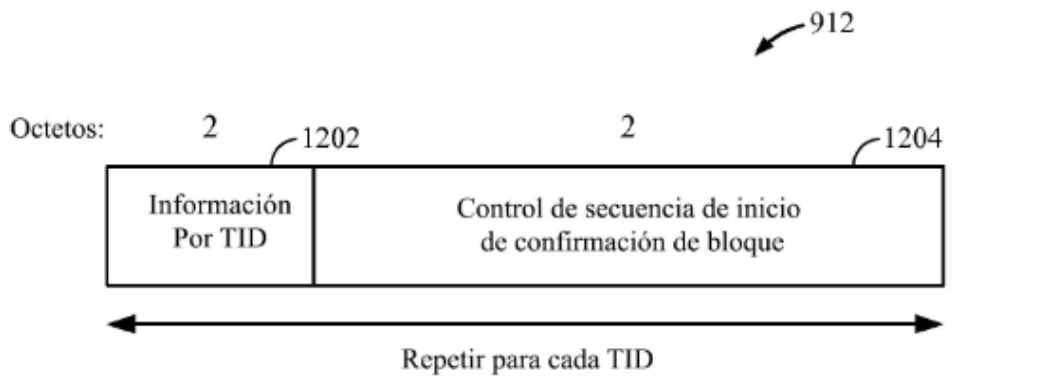 912
Octetos: 2 2
1202 1204
Información Control de secuencia de inicio
Por TID de confirmación de bloque
Repetir para cada TID